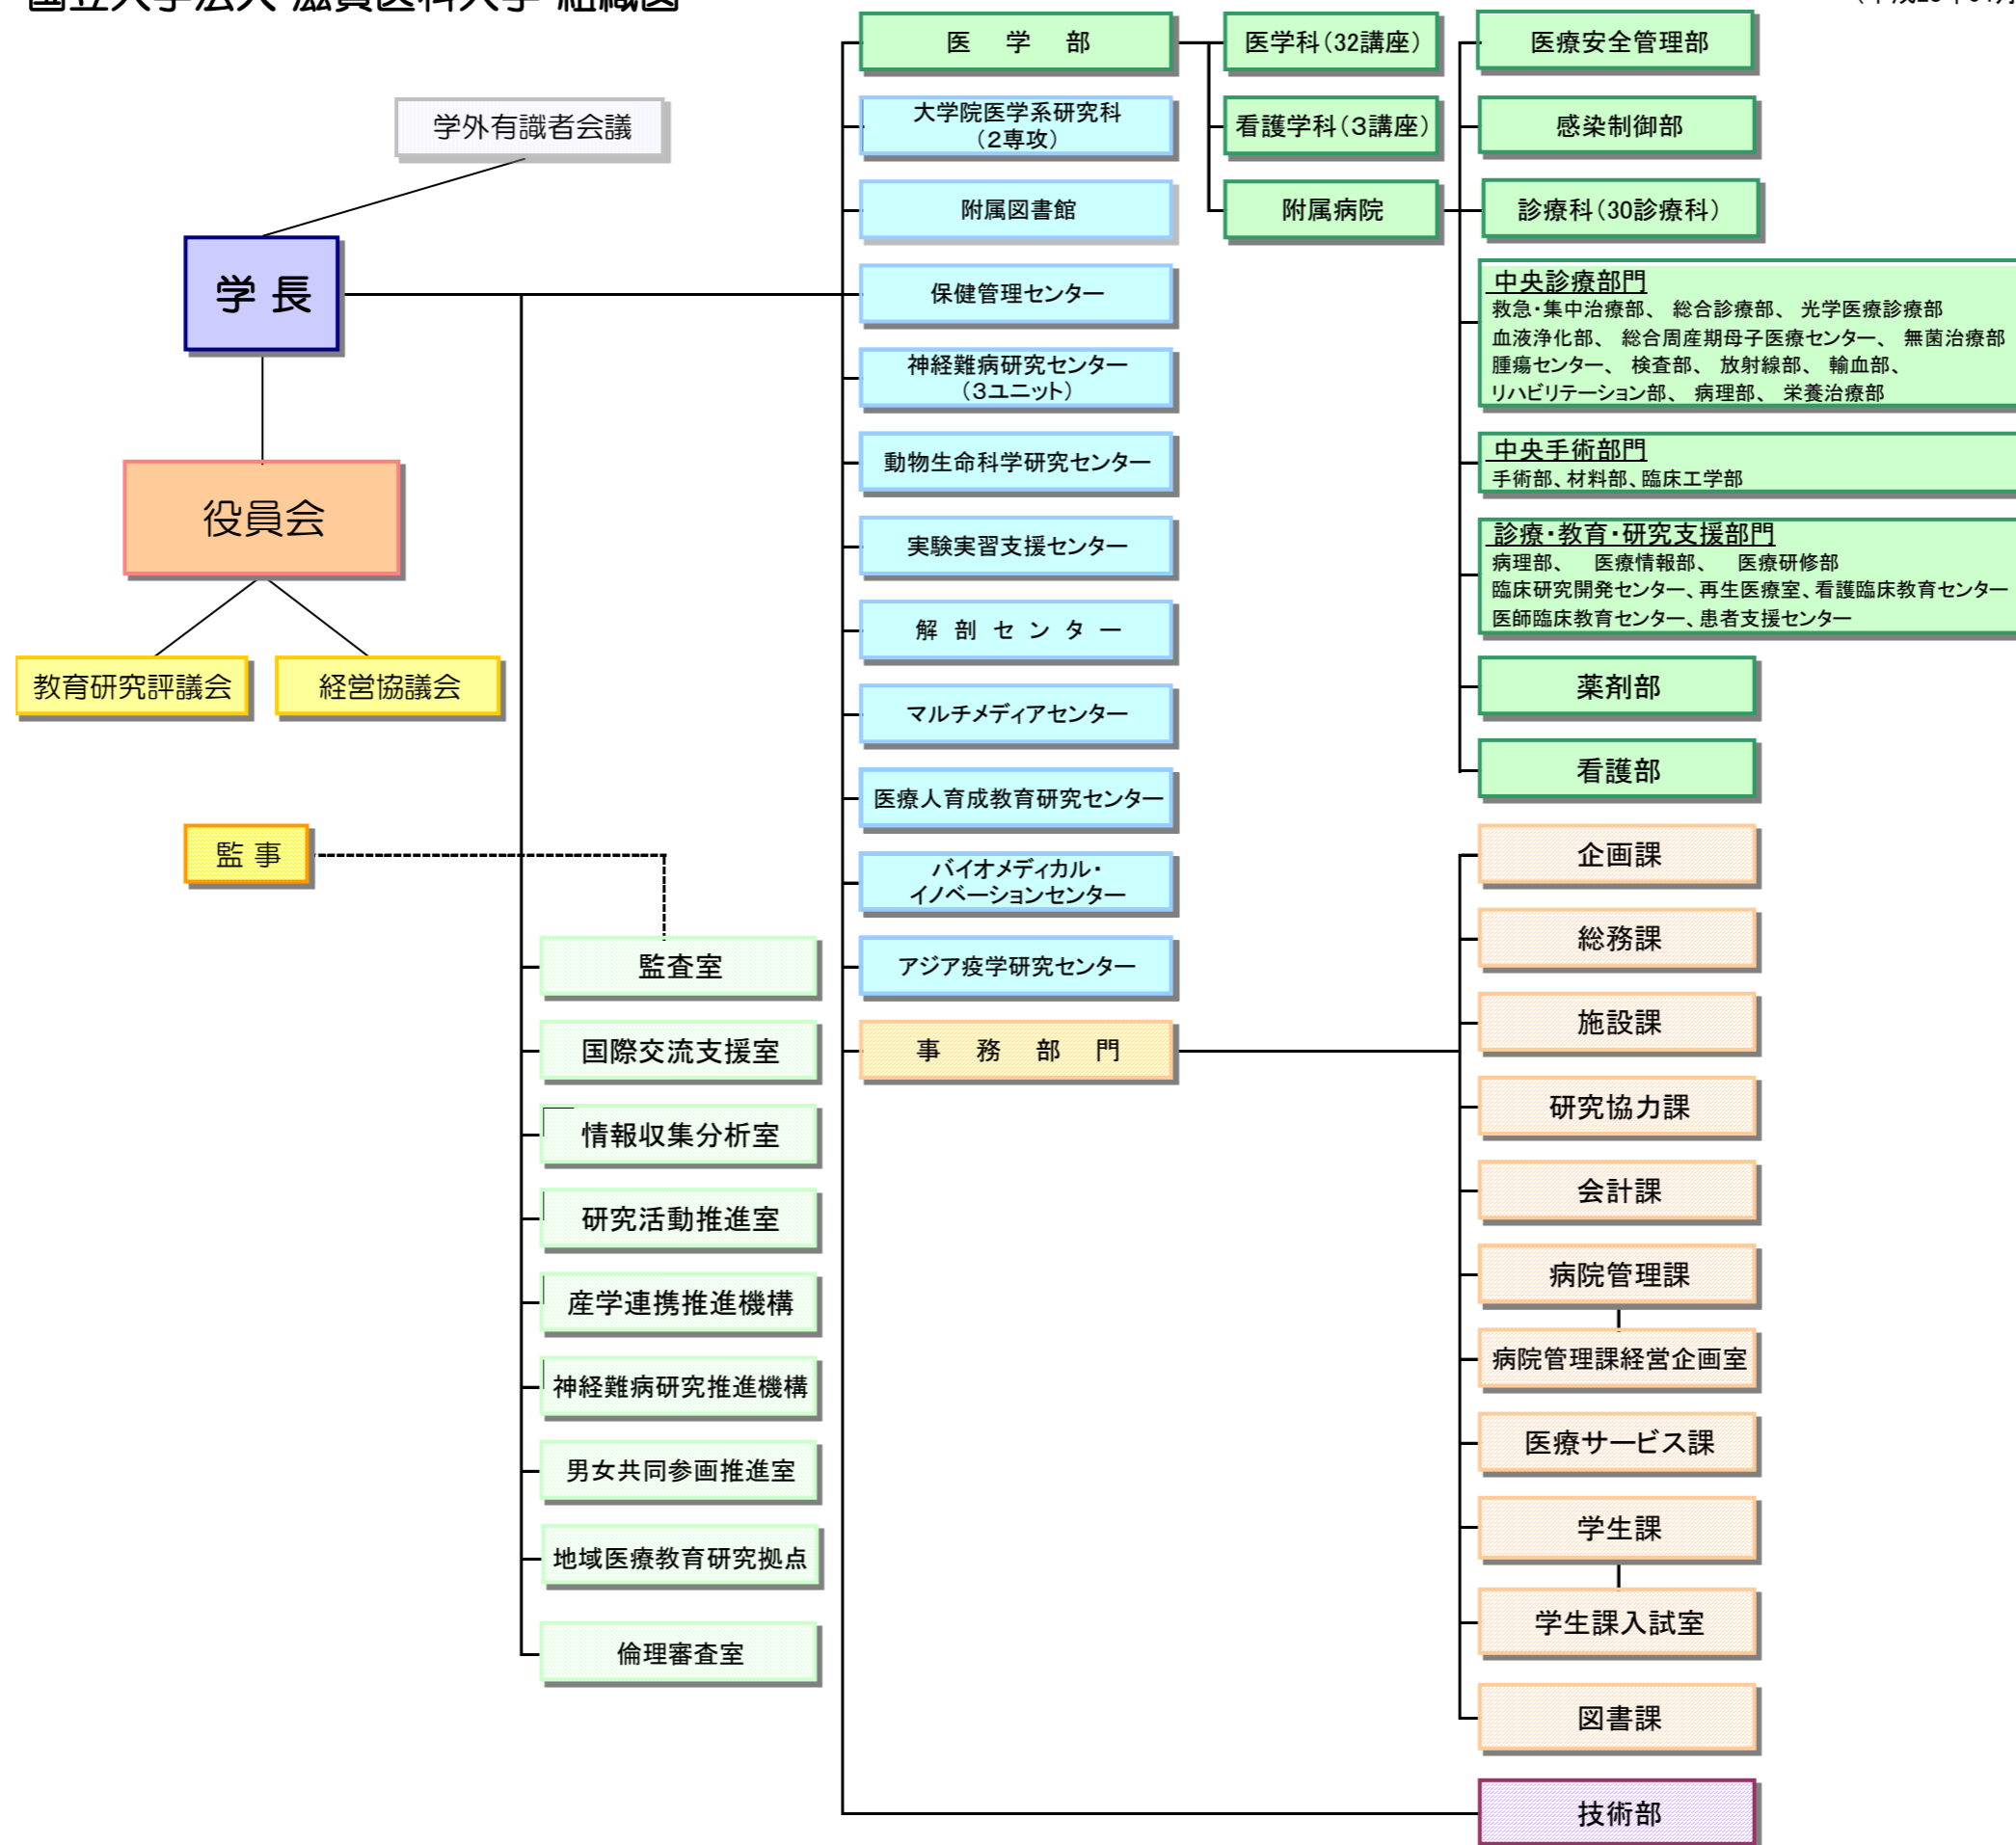 国立大学法人 滋賀医科大学 組織図
学外有識者会議
学 長
役員会
教育研究評議会
経営協議会
監 事
監査室
国際交流支援室
情報収集分析室
研究活動推進室
産学連携推進機構
神経難病研究推進機構
男女共同参画推進室
地域医療教育研究拠点
倫理審査室
医 学 部
大学院医学系研究科
（2専攻）
附属図書館
保健管理センター
神経難病研究センター
（3ユニット）
動物生命科学研究センター
実験実習支援センター
解 剖 セ ン タ ー
マルチメディアセンター
医療人育成教育研究センター
バイオメディカル・
イノベーションセンター
アジア疫学研究センター
事 務 部 門
医学科（32講座）
看護学科（3講座）
附属病院
医療安全管理部
感染制御部
診療科（30診療科）
中央診療部門
救急・集中治療部、 総合診療部、 光学医療診療部
血液浄化部、 総合周産期母子医療センター、 無菌治療部
腫瘍センター、 検査部、 放射線部、 輸血部、
リハビリテーション部、 病理部、 栄養治療部
中央手術部門
手術部、材料部、臨床工学部
診療・教育・研究支援部門
病理部、 医療情報部、 医療研修部
臨床研究開発センター、再生医療室、看護臨床教育センター
医師臨床教育センター、患者支援センター
薬剤部
看護部
企画課
総務課
施設課
研究協力課
会計課
病院管理課
病院管理課経営企画室
医療サービス課
学生課
学生課入試室
図書課
技術部